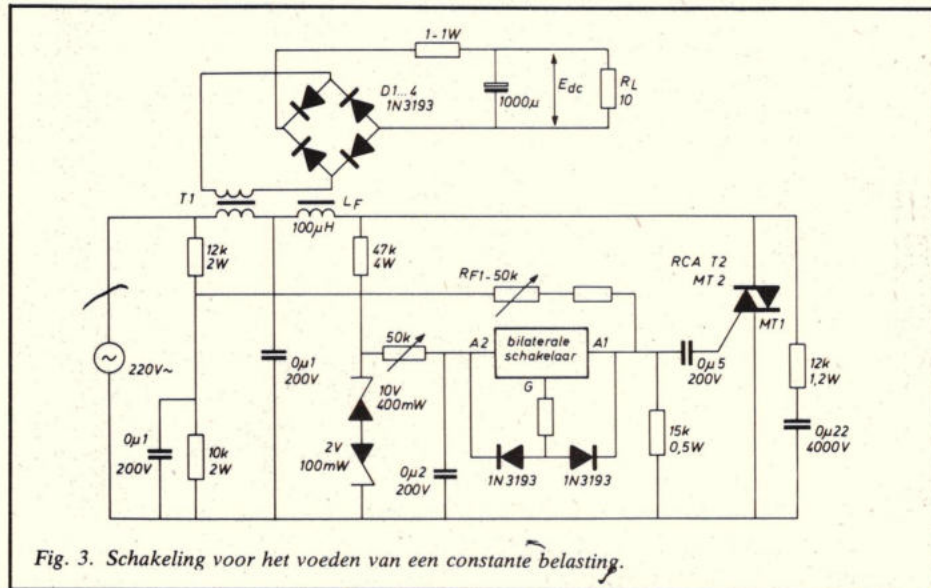 1-1W
D1...4
1N3193
1000µ
Edc
RL
10
T1
LF
100µH
12k
2W
47k
4W
RF1-50k
RCA T2
MT2
MT1
50k
A2
bilaterale
schakelaar
A1
G
0µ5
200V
220V~
0µ1
200V
10V
400mW
12k
1,2W
0µ1
200V
10k
2W
2V
100mW
0µ2
200V
1N3193
1N3193
15k
0,5W
0µ22
4000V
Fig. 3. Schakeling voor het voeden van een constante belasting.